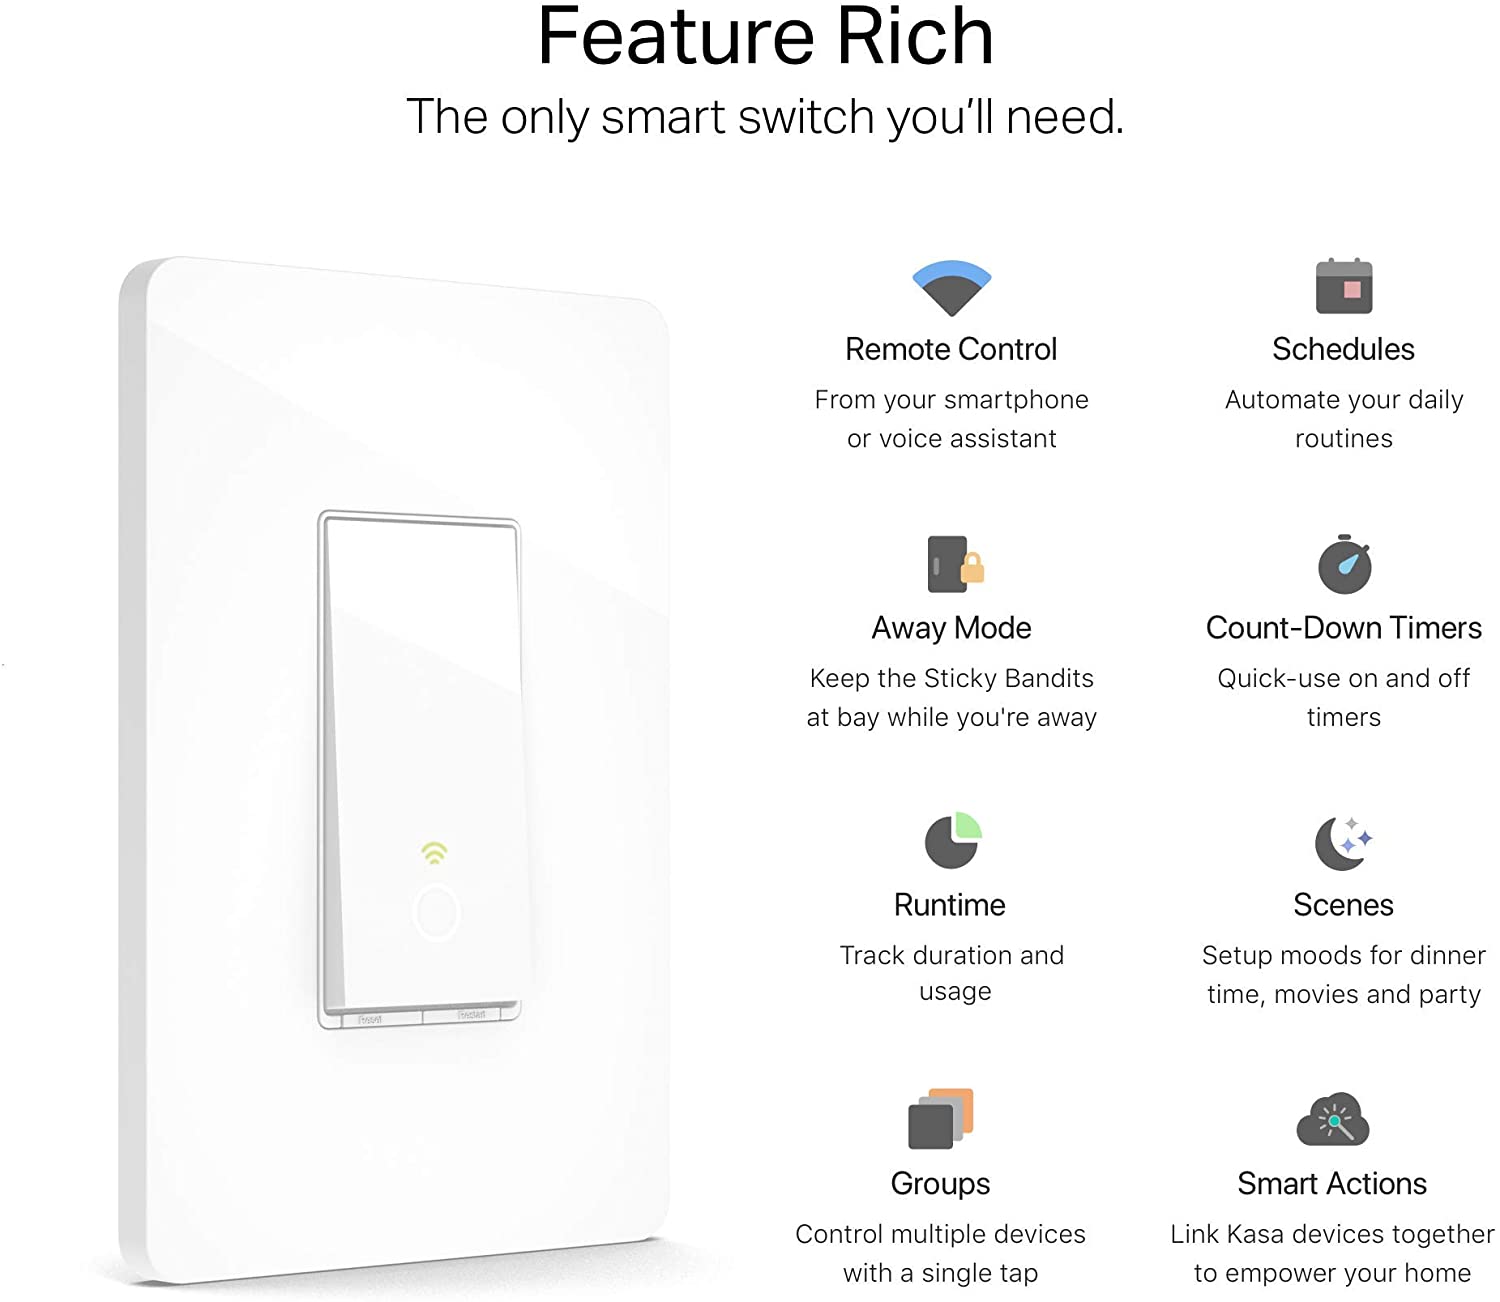 Feature Rich
The only smart switch you'll need.
Remote Control
From your smartphone
or voice assistant
Schedules
Automate your daily
routines
Away Mode
Keep the Sticky Bandits
at bay while you're away
Count-Down Timers
Quick-use on and off
timers
Runtime
Track duration and
usage
Scenes
Setup moods for dinner
time, movies and party
Groups
Control multiple devices
with a single tap
Smart Actions
Link Kasa devices together
to empower your home
Reset
Restart